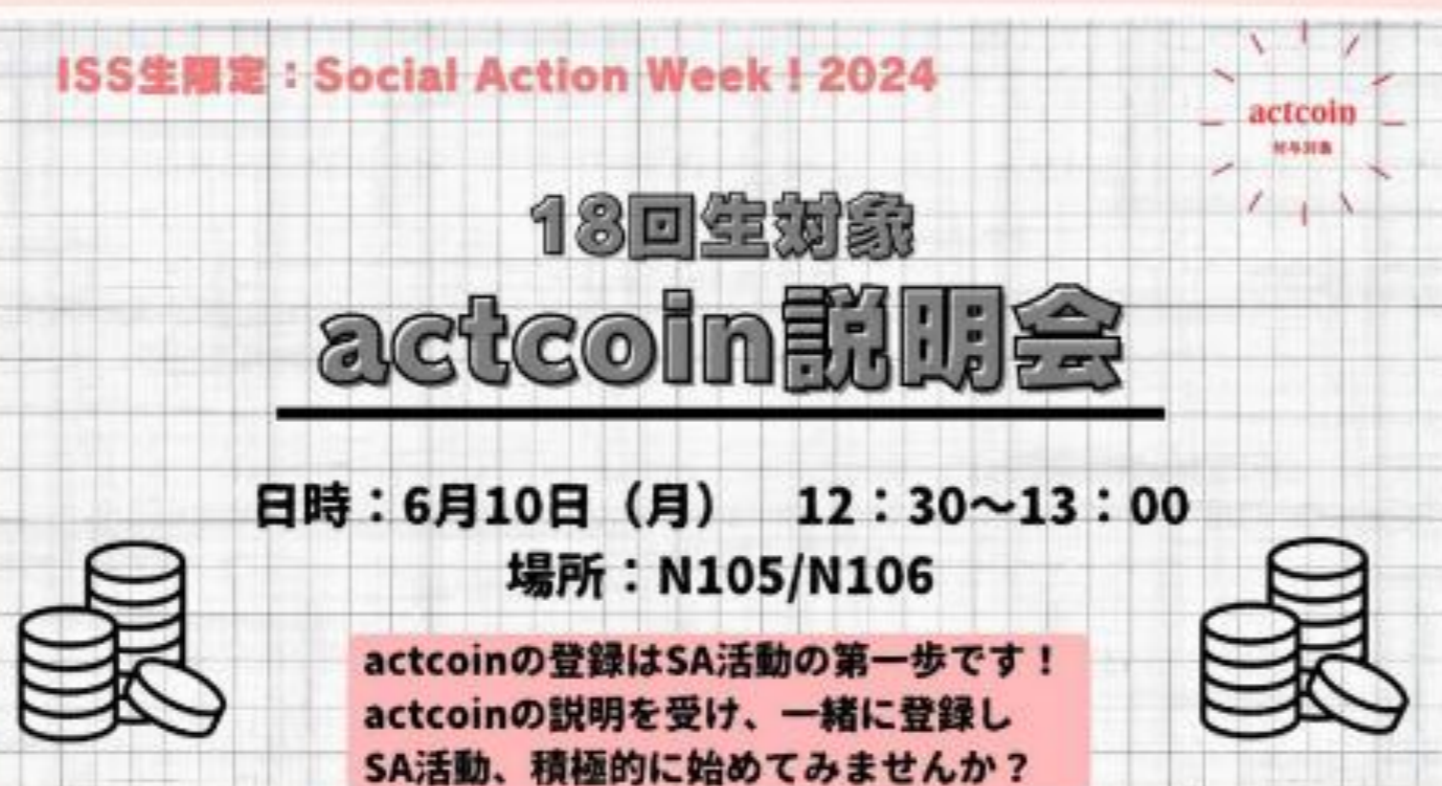 ISS生限定：Social Action Week！2024
actcoin
付与対象
18回生対象
actcoin説明会
日時：6月10日（月）　12：30～13：00
場所：N105/N106
actcoinの登録はSA活動の第一歩です！
actcoinの説明を受け、一緒に登録し
SA活動、積極的に始めてみませんか？